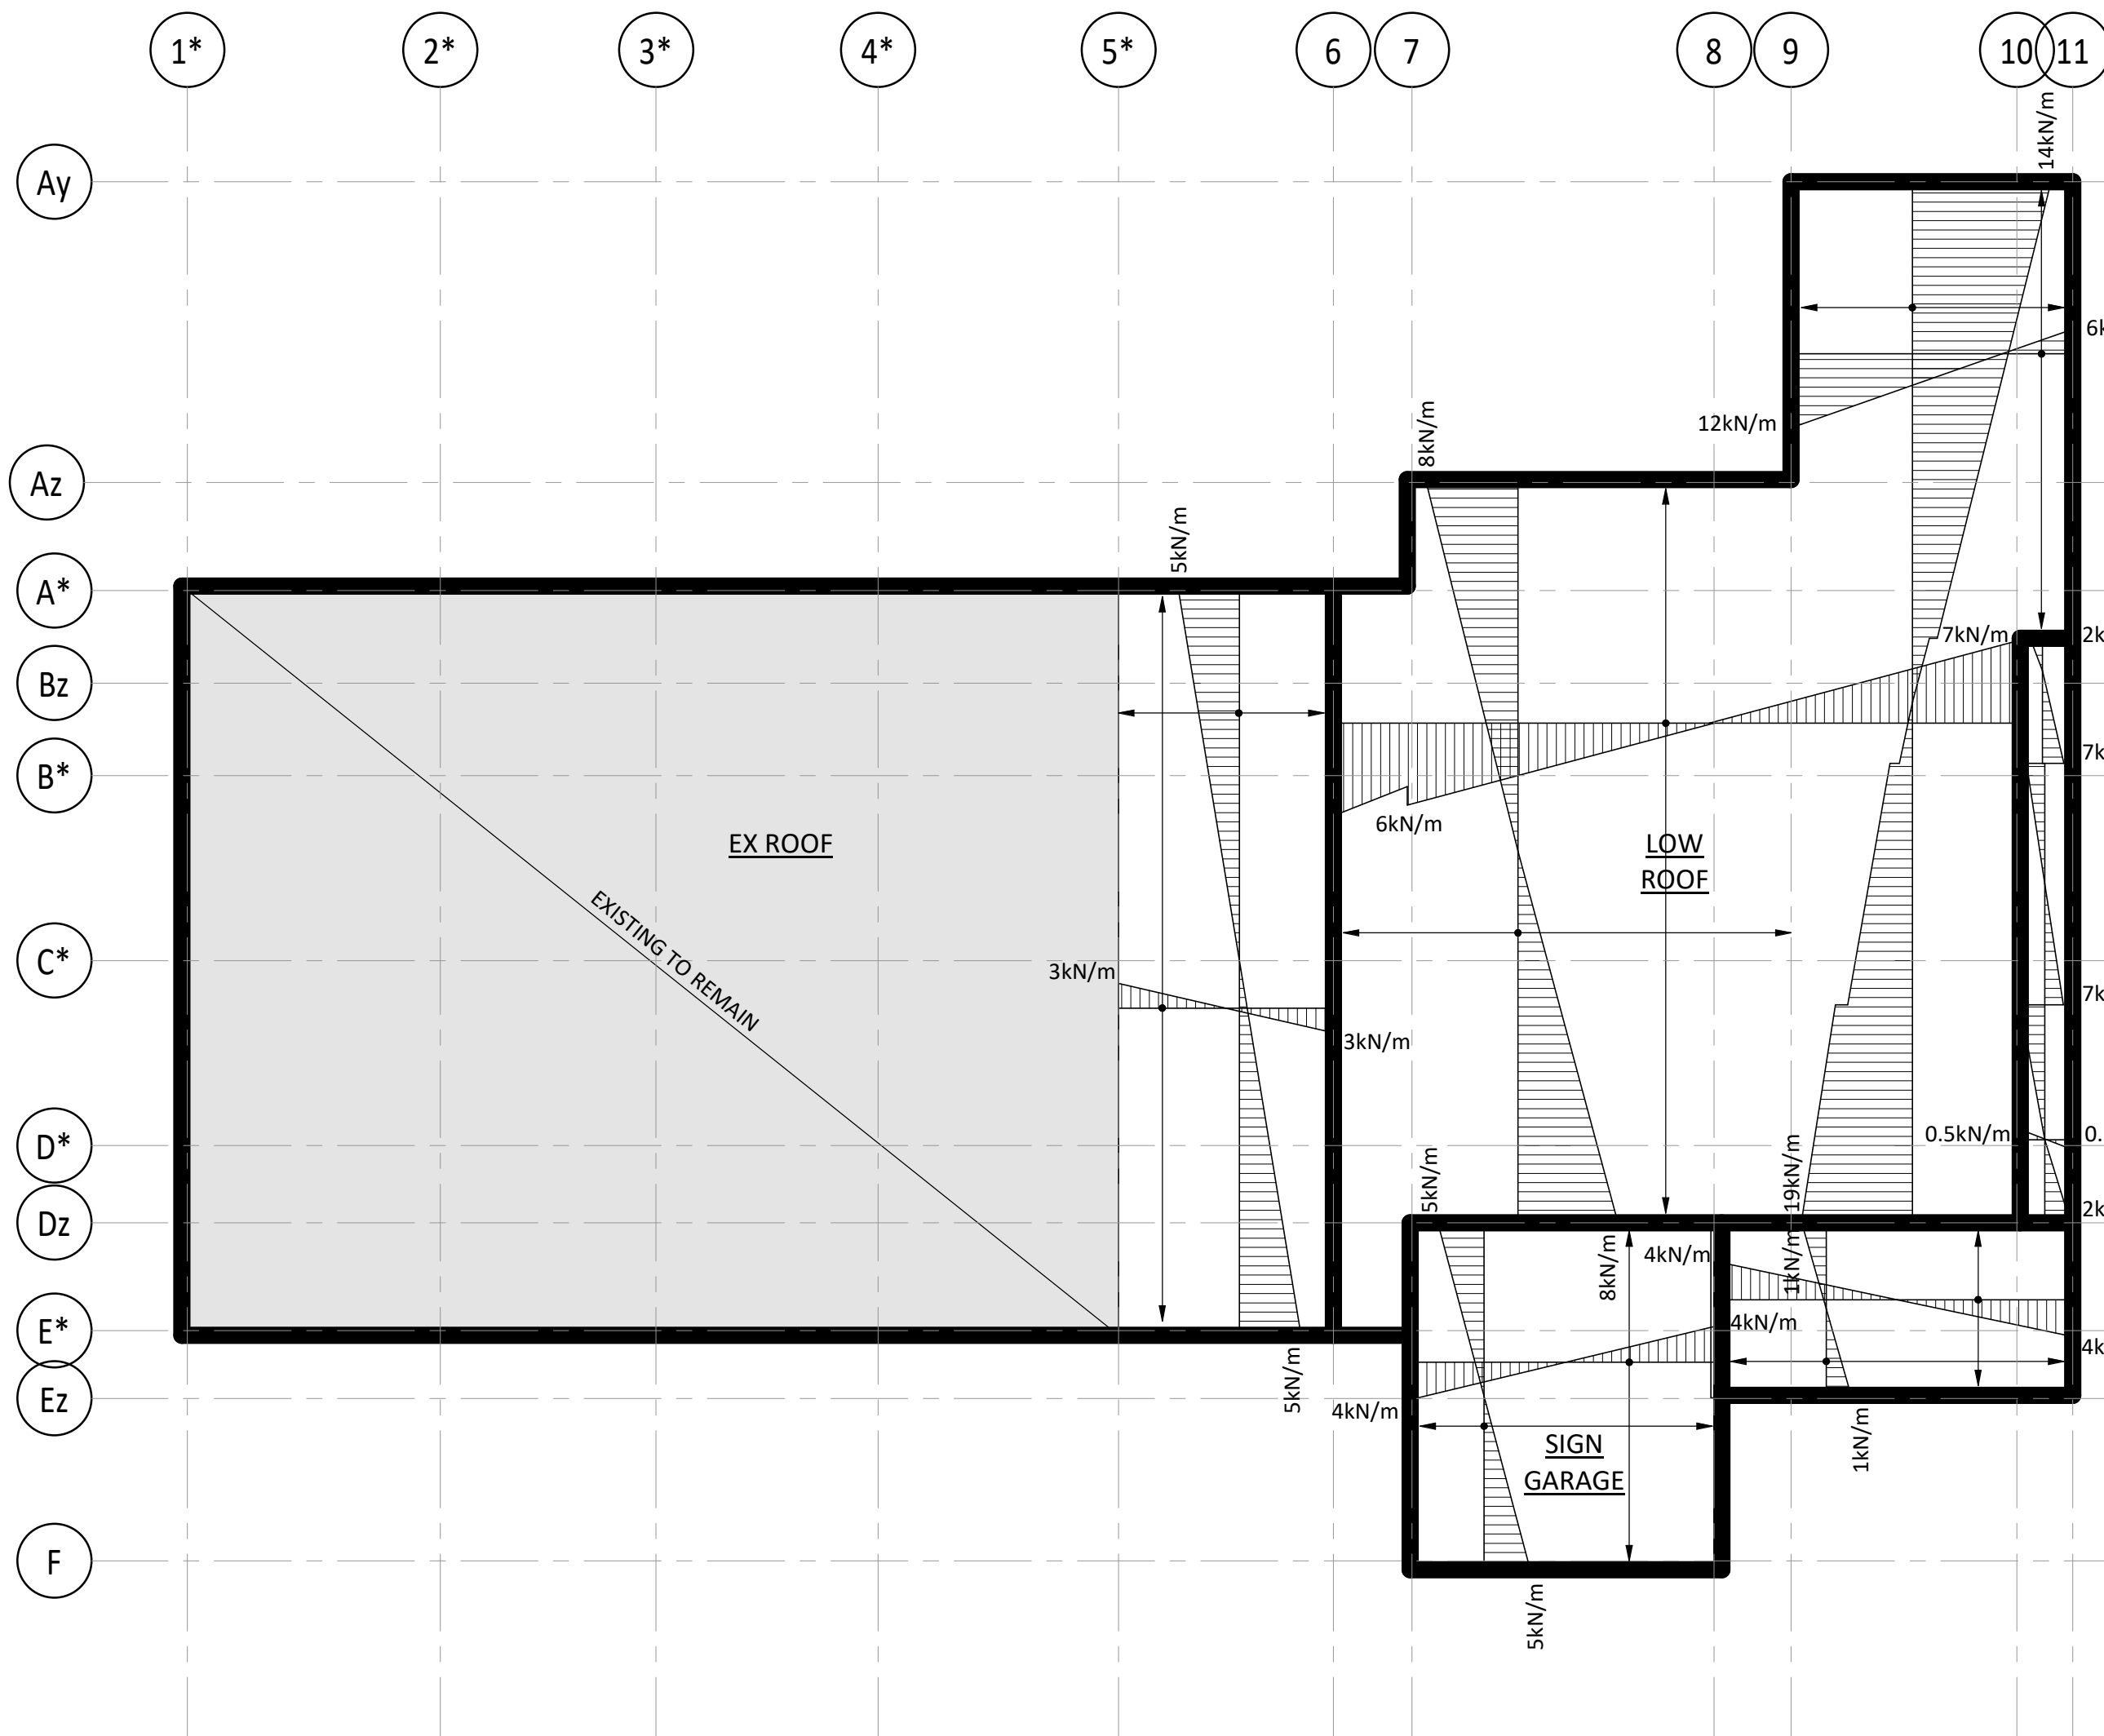 1*
2*
3*
4*
5*
6
7
8
9
10
11
14kN/m
Ay
6k
12kN/m
8kN/m
Az
5kN/m
A*
7kN/m
2k
Bz
7k
B*
6kN/m
EX ROOF
LOW
ROOF
EXISTING TO REMAIN
C*
3kN/m
7k
3kN/m
D*
0.5kN/m
0.
5kN/m
19kN/m
2k
Dz
8kN/m
4kN/m
1kN/m
E*
4kN/m
4k
5kN/m
Ez
4kN/m
1kN/m
SIGN
GARAGE
F
5kN/m